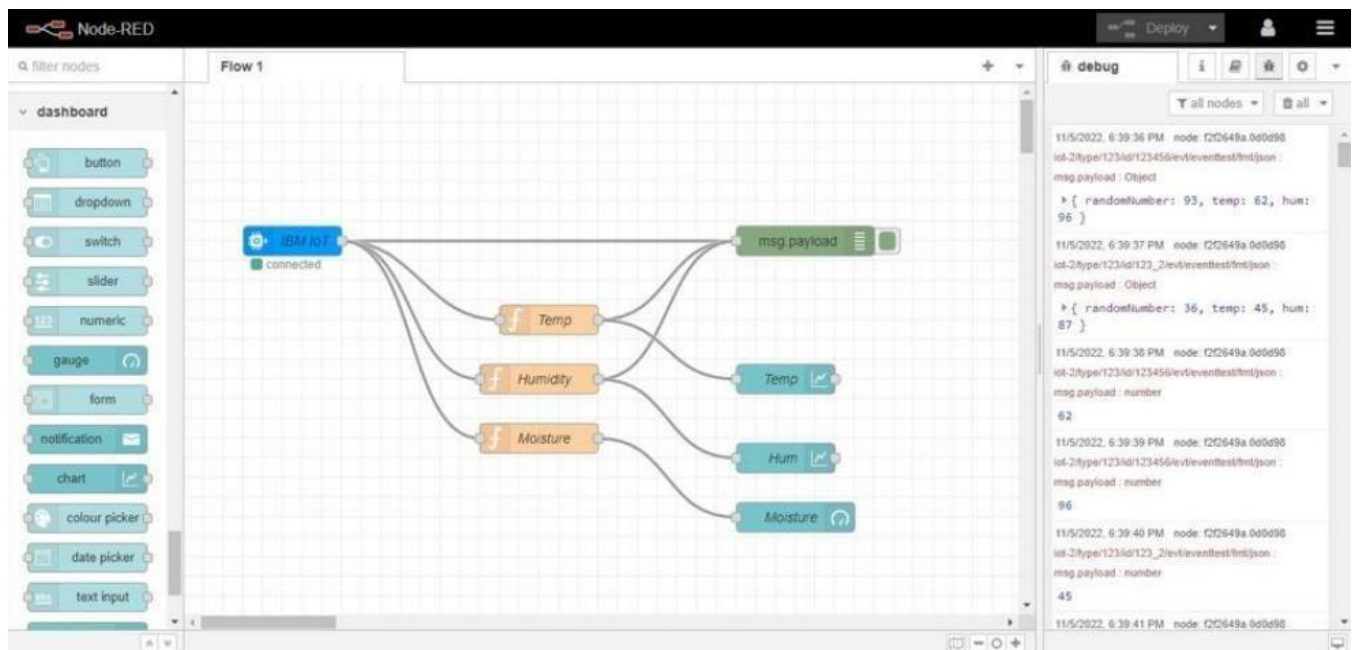 Node-RED
Deploy
filter nodes
Flow 1
debug
i
all nodes
all
dashboard
button
dropdown
switch
slider
numeric
gauge
form
notification
chart
colour picker
date picker
text input
IBM IoT
connected
msg.payload
Temp
Humidity
Temp
Moisture
Hum
Moisture
11/5/2022, 6:39:36 PM node: f2f2649a.0d0d98
iot-2/type/123/id/123456/evt/eventtest/fmt/json :
msg.payload : Object
{ randomNumber: 93, temp: 62, hum:
96 }
11/5/2022, 6:39:37 PM node: f2f2649a.0d0d98
iot-2/type/123/id/123_2/evt/eventtest/fmt/json :
msg.payload : Object
{ randomNumber: 36, temp: 45, hum:
87 }
11/5/2022, 6:39:38 PM node: f2f2649a.0d0d98
iot-2/type/123/id/123456/evt/eventtest/fmt/json :
msg.payload : number
62
11/5/2022, 6:39:39 PM node: f2f2649a.0d0d98
iot-2/type/123/id/123456/evt/eventtest/fmt/json :
msg.payload : number
96
11/5/2022, 6:39:40 PM node: f2f2649a.0d0d98
iot-2/type/123/id/123_2/evt/eventtest/fmt/json :
msg.payload : number
45
11/5/2022, 6:39:41 PM node: f2f2649a.0d0d98